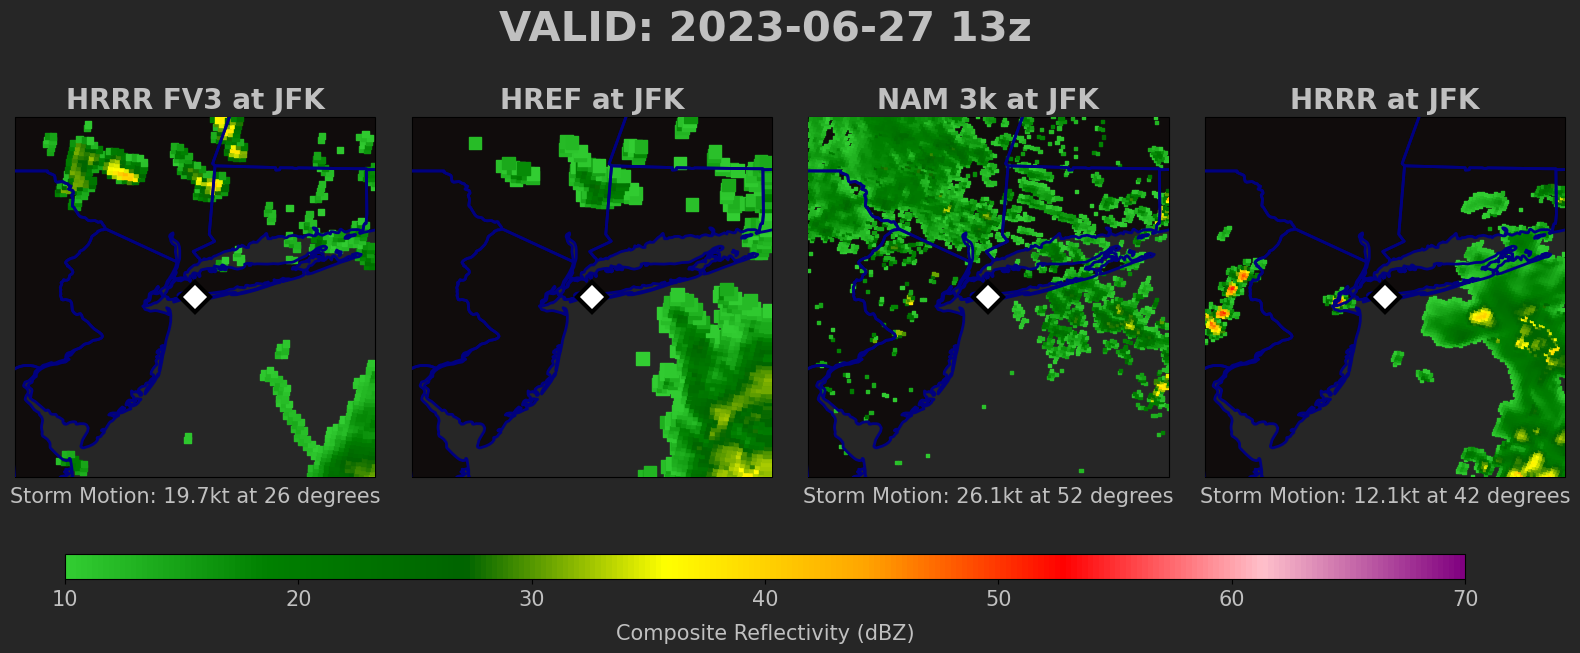 VALID: 2023-06-27 13z
HRRR FV3 at JFK
HREF at JFK
NAM 3k at JFK
HRRR at JFK
Storm Motion: 19.7kt at 26 degrees
Storm Motion: 26.1kt at 52 degrees
Storm Motion: 12.1kt at 42 degrees
10 20 30 40 50 60 70
Composite Reflectivity (dBZ)